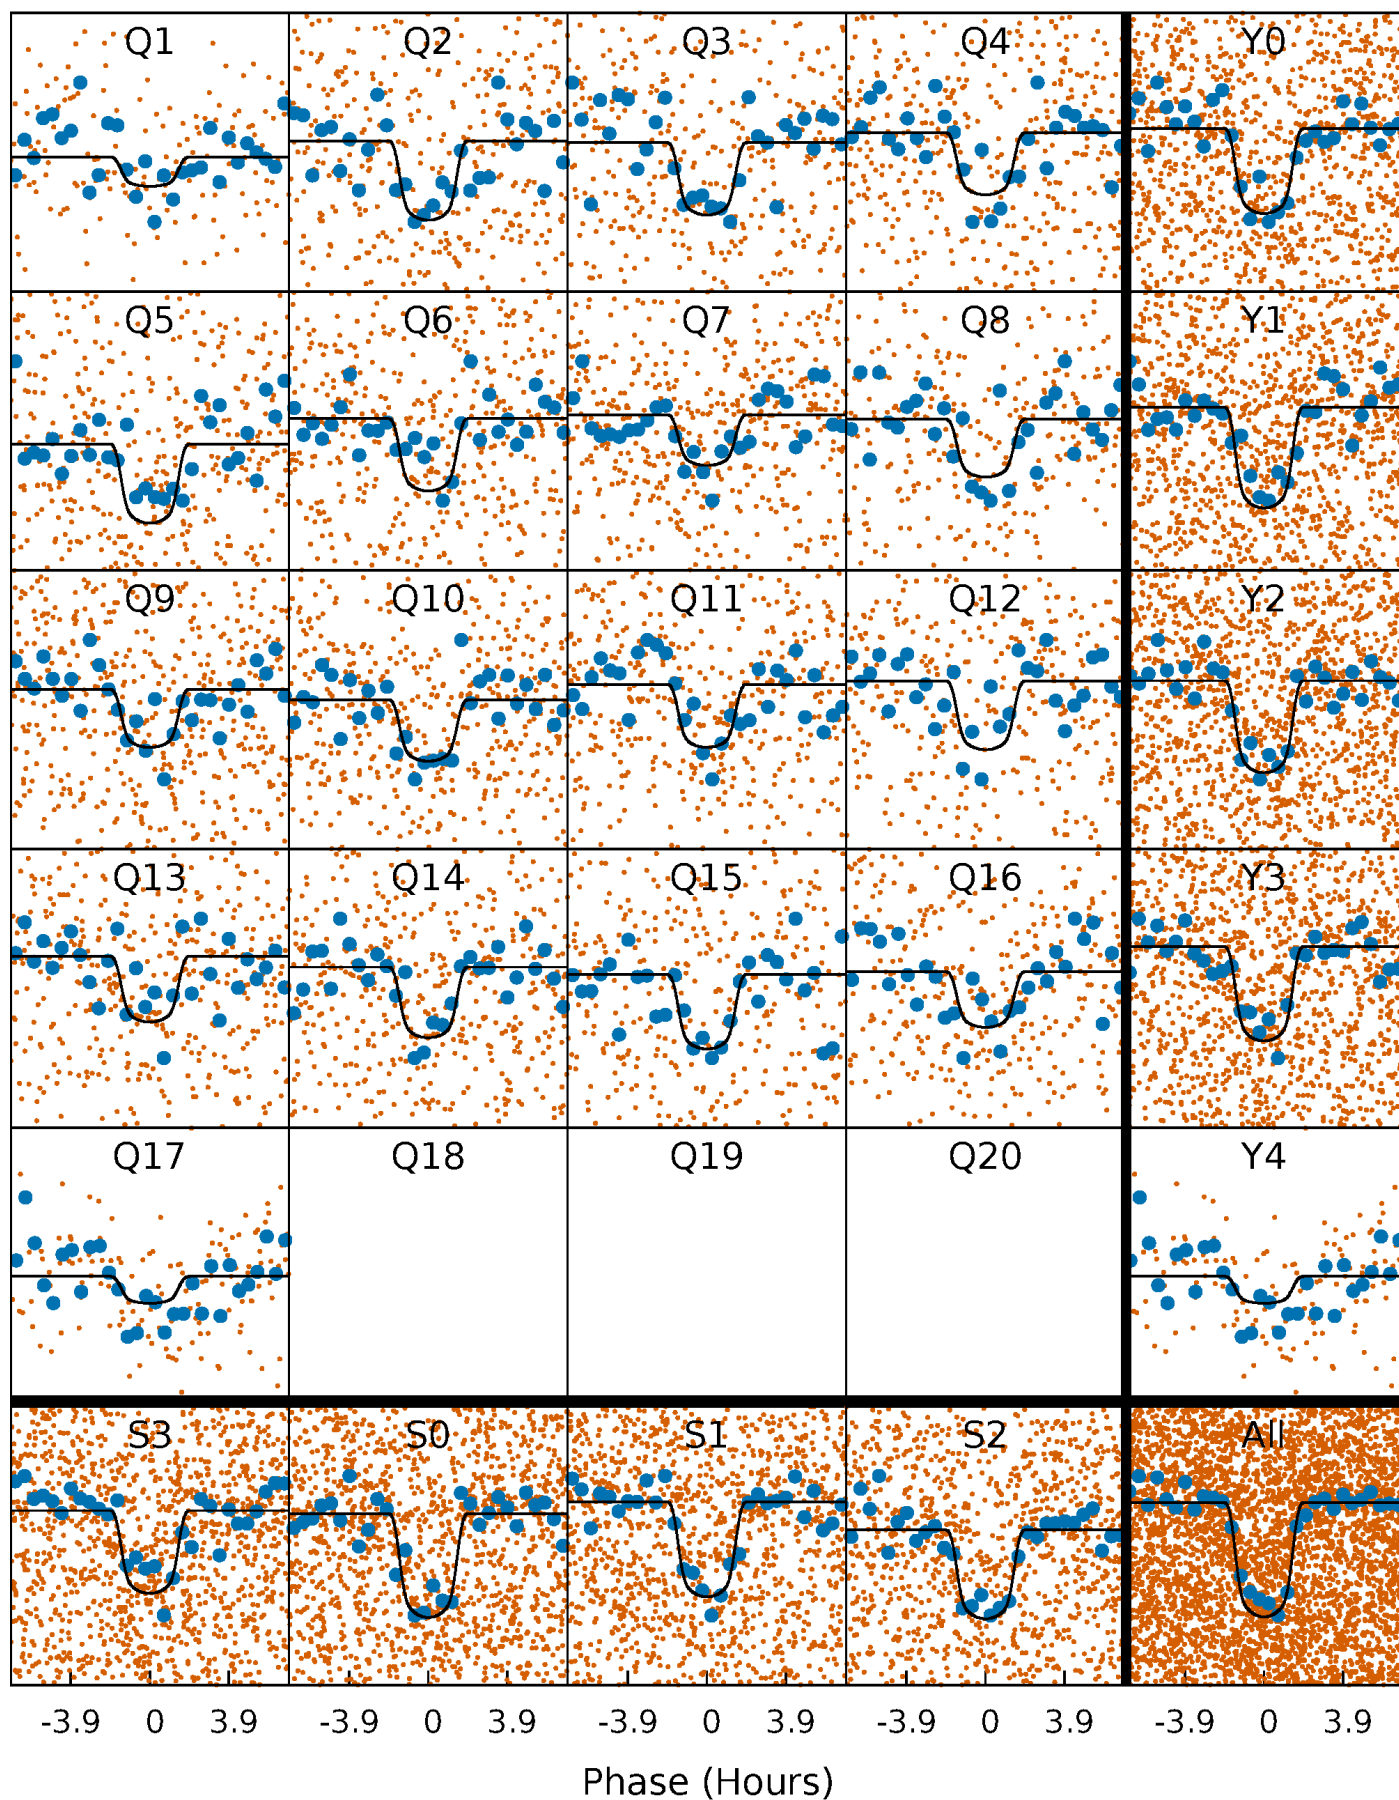 Q1 Q2 Q3 Q4 Y0
Q5 Q6 Q7 Q8 Y1
Q9 Q10 Q11 Q12 Y2
Q13 Q14 Q15 Q16 Y3
Q17 Q18 Q19 Q20 Y4
S3 S0 S1 S2 All
-3.9 0 3.9 -3.9 0 3.9 -3.9 0 3.9 -3.9 0 3.9 -3.9 0 3.9
Phase (Hours)